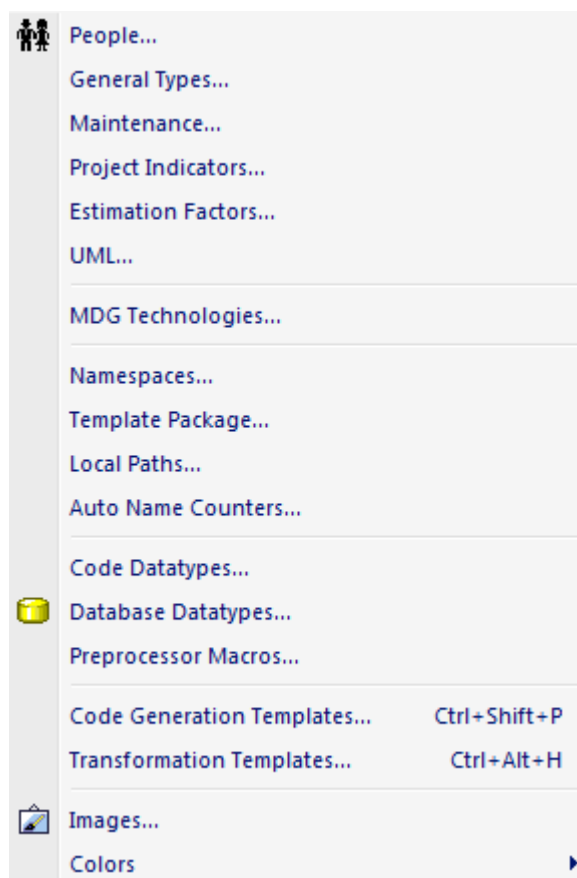 People...
General Types...
Maintenance...
Project Indicators...
Estimation Factors...
UML...
MDG Technologies...
Namespaces...
Template Package...
Local Paths...
Auto Name Counters...
Code Datatypes...
Database Datatypes...
Preprocessor Macros...
Code Generation Templates... Ctrl+Shift+P
Transformation Templates... Ctrl+Alt+H
Images...
Colors